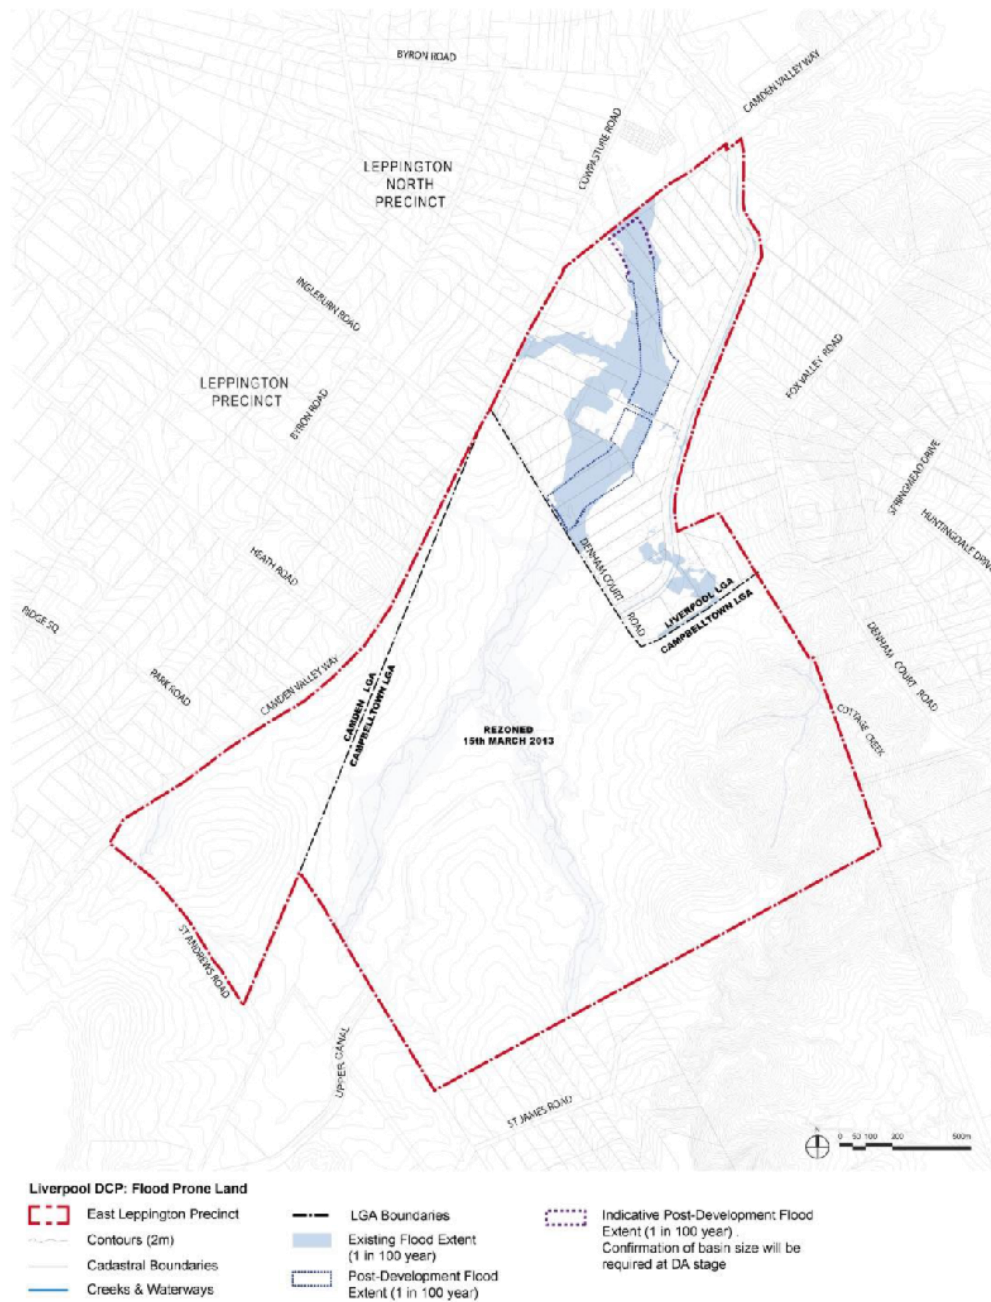 BYRON ROAD
CAMDEN VALLEY WAY
COWPASTURE ROAD
LEPPINGTON
NORTH
PRECINCT
INGLEBURN ROAD
LEPPINGTON
PRECINCT
BYRON ROAD
FOX VALLEY ROAD
SPRINGMEAD DRIVE
HUNTINGDALE DRIVE
HEATH ROAD
DENHAM COURT
ROAD
LIVERPOOL LGA
CAMPBELLTOWN LGA
RIDGE SQ
PARK ROAD
CAMDEN VALLEY WAY
CAMDEN LGA
CAMPBELLTOWN LGA
DENHAM COURT ROAD
COTTAGE CREEK
REZONED
15th MARCH 2013
ST ANDREWS ROAD
UPPER CANAL
ST JAMES ROAD
N
0 50 100 200 500m
Liverpool DCP: Flood Prone Land
East Leppington Precinct
Contours (2m)
Cadastral Boundaries
Creeks & Waterways
LGA Boundaries
Existing Flood Extent
(1 in 100 year)
Post-Development Flood
Extent (1 in 100 year)
Indicative Post-Development Flood
Extent (1 in 100 year) .
Confirmation of basin size will be
required at DA stage